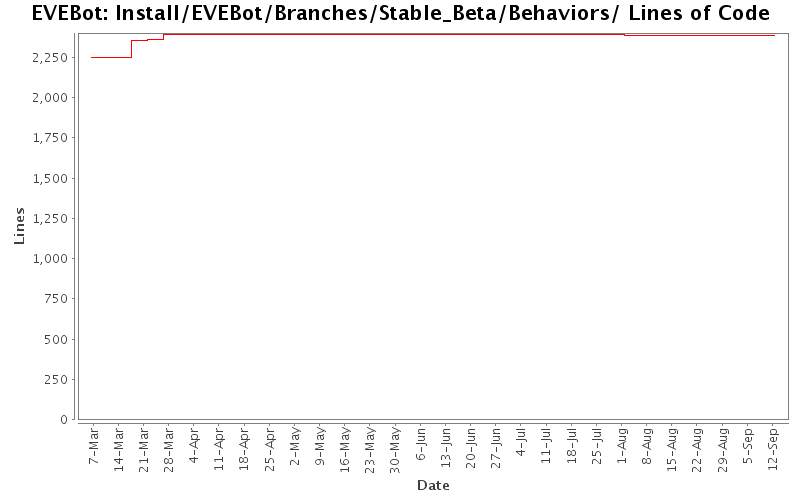 EVEBot: Install/EVEBot/Branches/Stable_Beta/Behaviors/ Lines of Code
Lines
2,250
2,000
1,750
1,500
1,250
1,000
750
500
250
0
7-Mar
14-Mar
21-Mar
28-Mar
4-Apr
11-Apr
18-Apr
25-Apr
2-May
9-May
16-May
23-May
30-May
6-Jun
13-Jun
20-Jun
27-Jun
4-Jul
11-Jul
18-Jul
25-Jul
1-Aug
8-Aug
15-Aug
22-Aug
29-Aug
5-Sep
12-Sep
Date